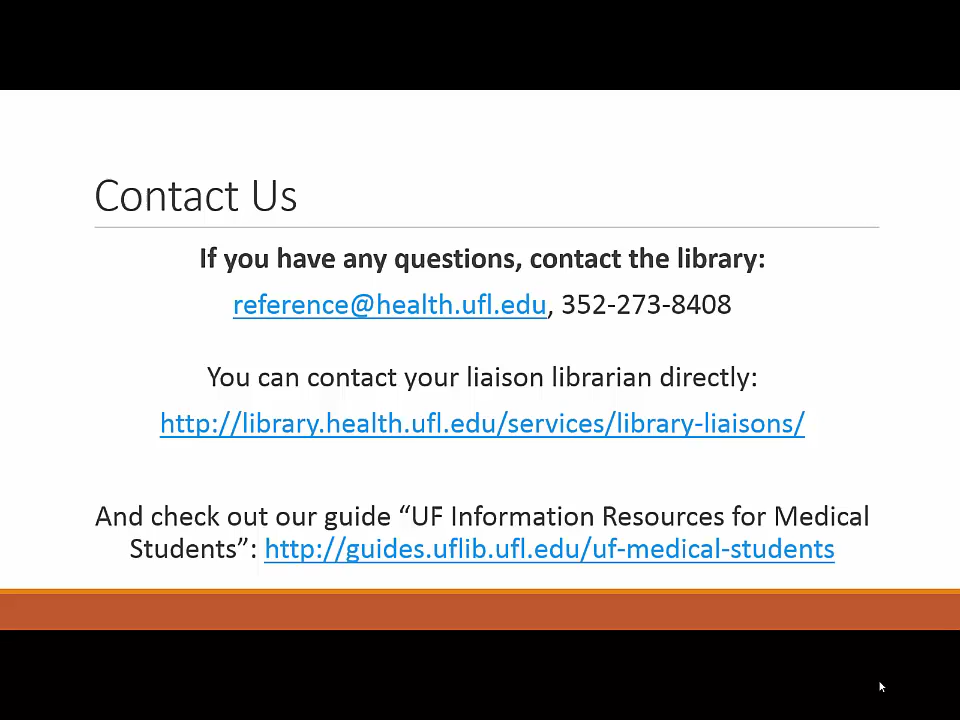 Contact Us
If you have any questions, contact the library:
reference@health.ufl.edu, 352-273-8408
You can contact your liaison librarian directly:
http://library.health.ufl.edu/services/library-liaisons/
And check out our guide “UF Information Resources for Medical
Students”: http://guides.uflib.ufl.edu/uf-medical-students